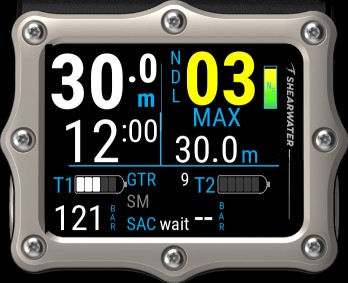 30.0 m
NDL 03
N₂
12:00
MAX
30.0m
T1 GTR 9 T2
SM
121 BAR SAC wait -- BAR
SHEARWATER